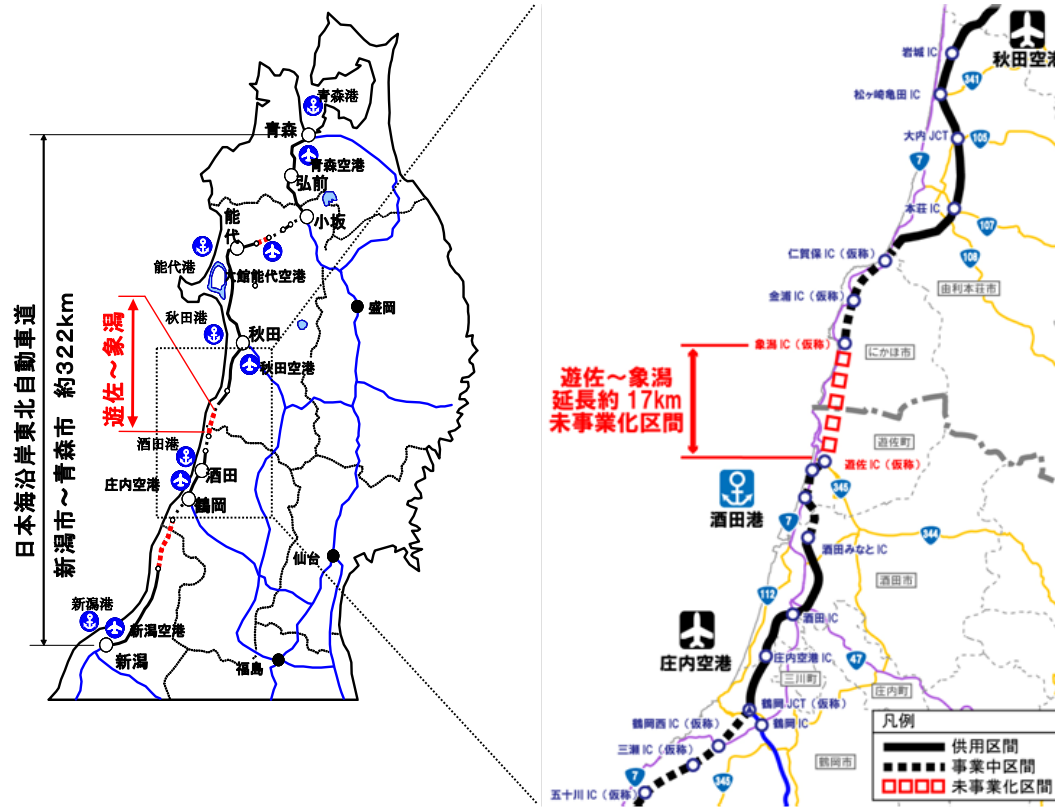 青森港
青森
青森空港
弘前
小坂
能代
能代港
大館能代空港
盛岡
秋田港
秋田
秋田空港
遊佐～象潟
日本海沿岸東北自動車道
新潟市～青森市 約322km
酒田港
酒田
庄内空港
鶴岡
仙台
新潟港
新潟空港
新潟
福島
岩城 IC
秋田空港
松ヶ崎亀田 IC
341
大内 JCT
105
7
本荘 IC
107
仁賀保 IC（仮称）
108
由利本荘市
金浦 IC（仮称）
象潟 IC（仮称）
にかほ市
遊佐～象潟
延長約 17km
未事業化区間
遊佐町
遊佐 IC（仮称）
345
酒田港
7
344
酒田みなと IC
酒田市
112
酒田 IC
庄内空港
庄内空港 IC
47
三川町
庄内町
鶴岡 JCT（仮称）
鶴岡西 IC（仮称）
鶴岡 IC
三瀬 IC（仮称）
鶴岡市
7
345
五十川 IC（仮称）
凡例
供用区間
事業中区間
未事業化区間